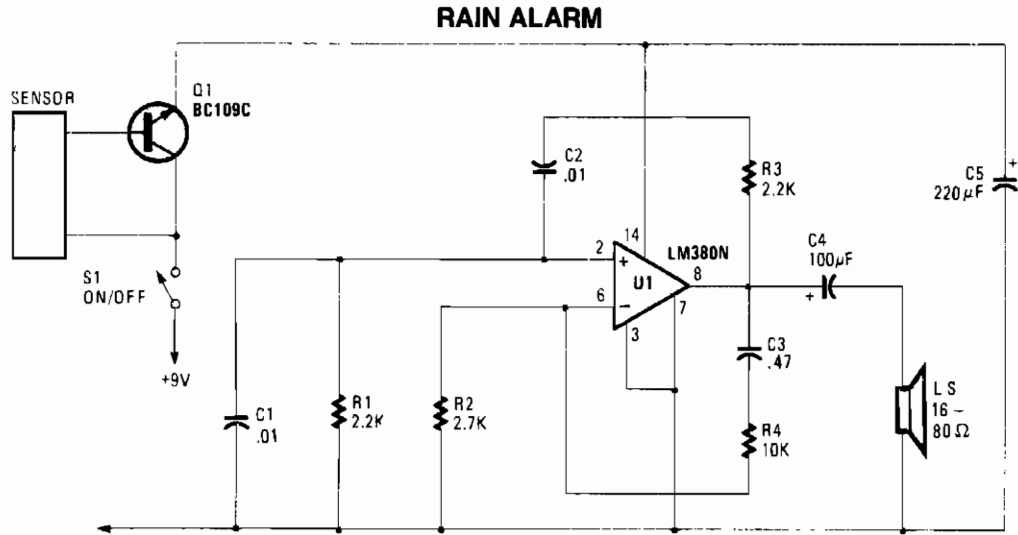 RAIN ALARM
SENSOR
Q1
BC109C
C2
.01
R3
2.2K
C5
220µF
+
14
LM380N
C4
100µF
2
+
U1
8
S1
ON/OFF
6
−
7
+
3
C3
.47
+9V
C1
.01
R1
2.2K
R2
2.7K
R4
10K
LS
16 –
80Ω